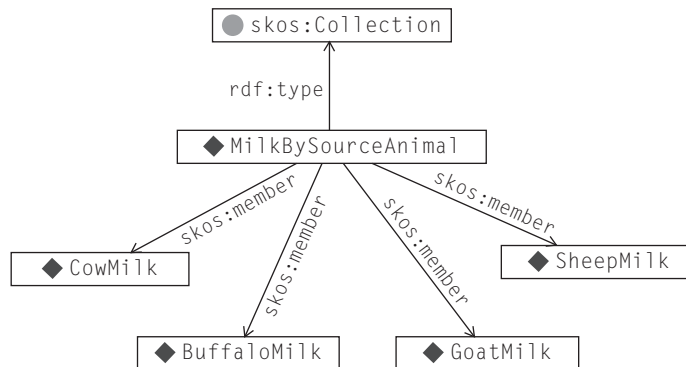 skos:Collection
rdf:type
MilkBySourceAnimal
skos:member
skos:member
skos:member
skos:member
CowMilk
SheepMilk
BuffaloMilk
GoatMilk